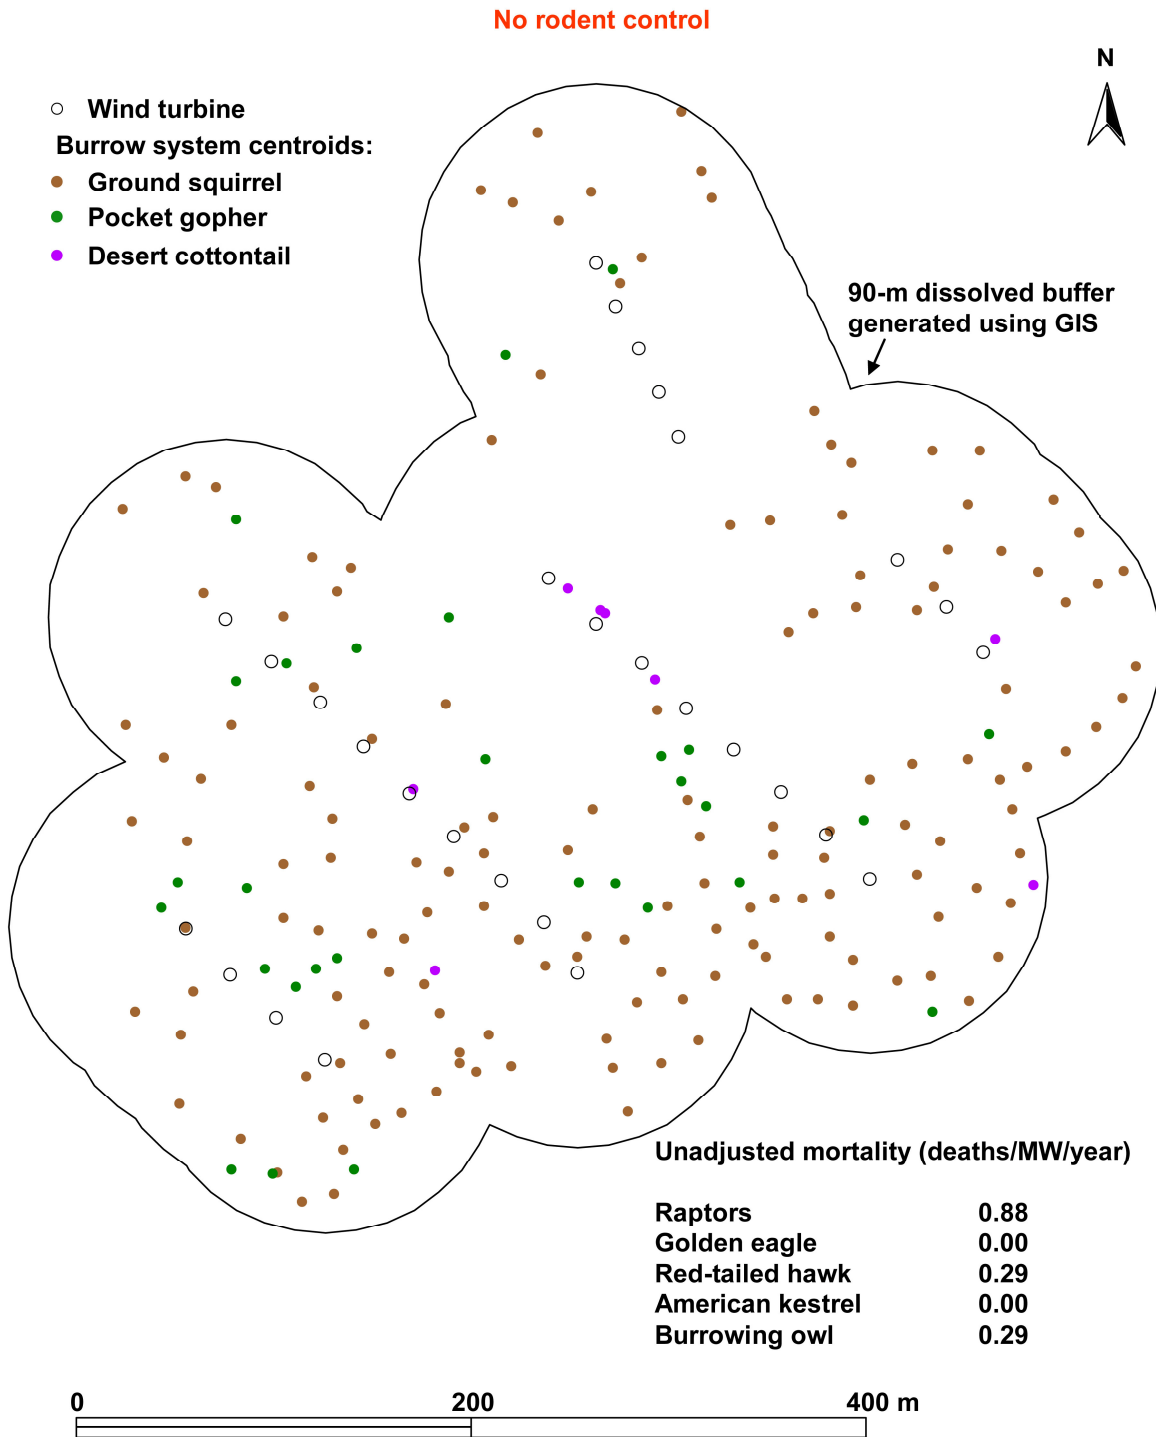 No rodent control
N
Wind turbine
Burrow system centroids:
Ground squirrel
Pocket gopher
Desert cottontail
90-m dissolved buffer
generated using GIS
Unadjusted mortality (deaths/MW/year)
Raptors 0.88
Golden eagle 0.00
Red-tailed hawk 0.29
American kestrel 0.00
Burrowing owl 0.29
0 200 400 m